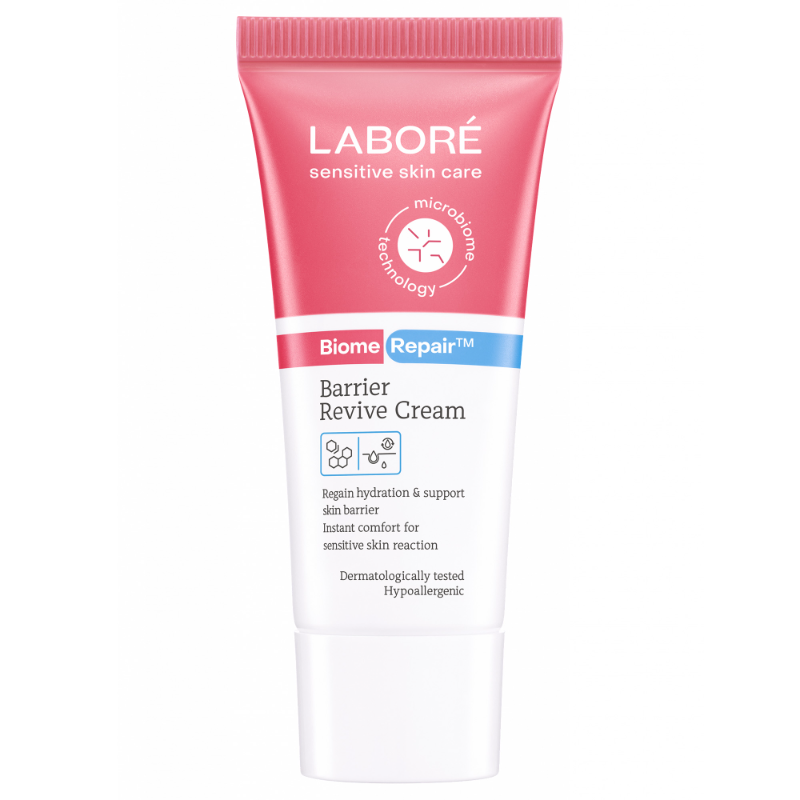 LABORÉ
sensitive skin care
microbiome
technology
Biome Repair™
Barrier
Revive Cream
Regain hydration & support
skin barrier
Instant comfort for
sensitive skin reaction
Dermatologically tested
Hypoallergenic